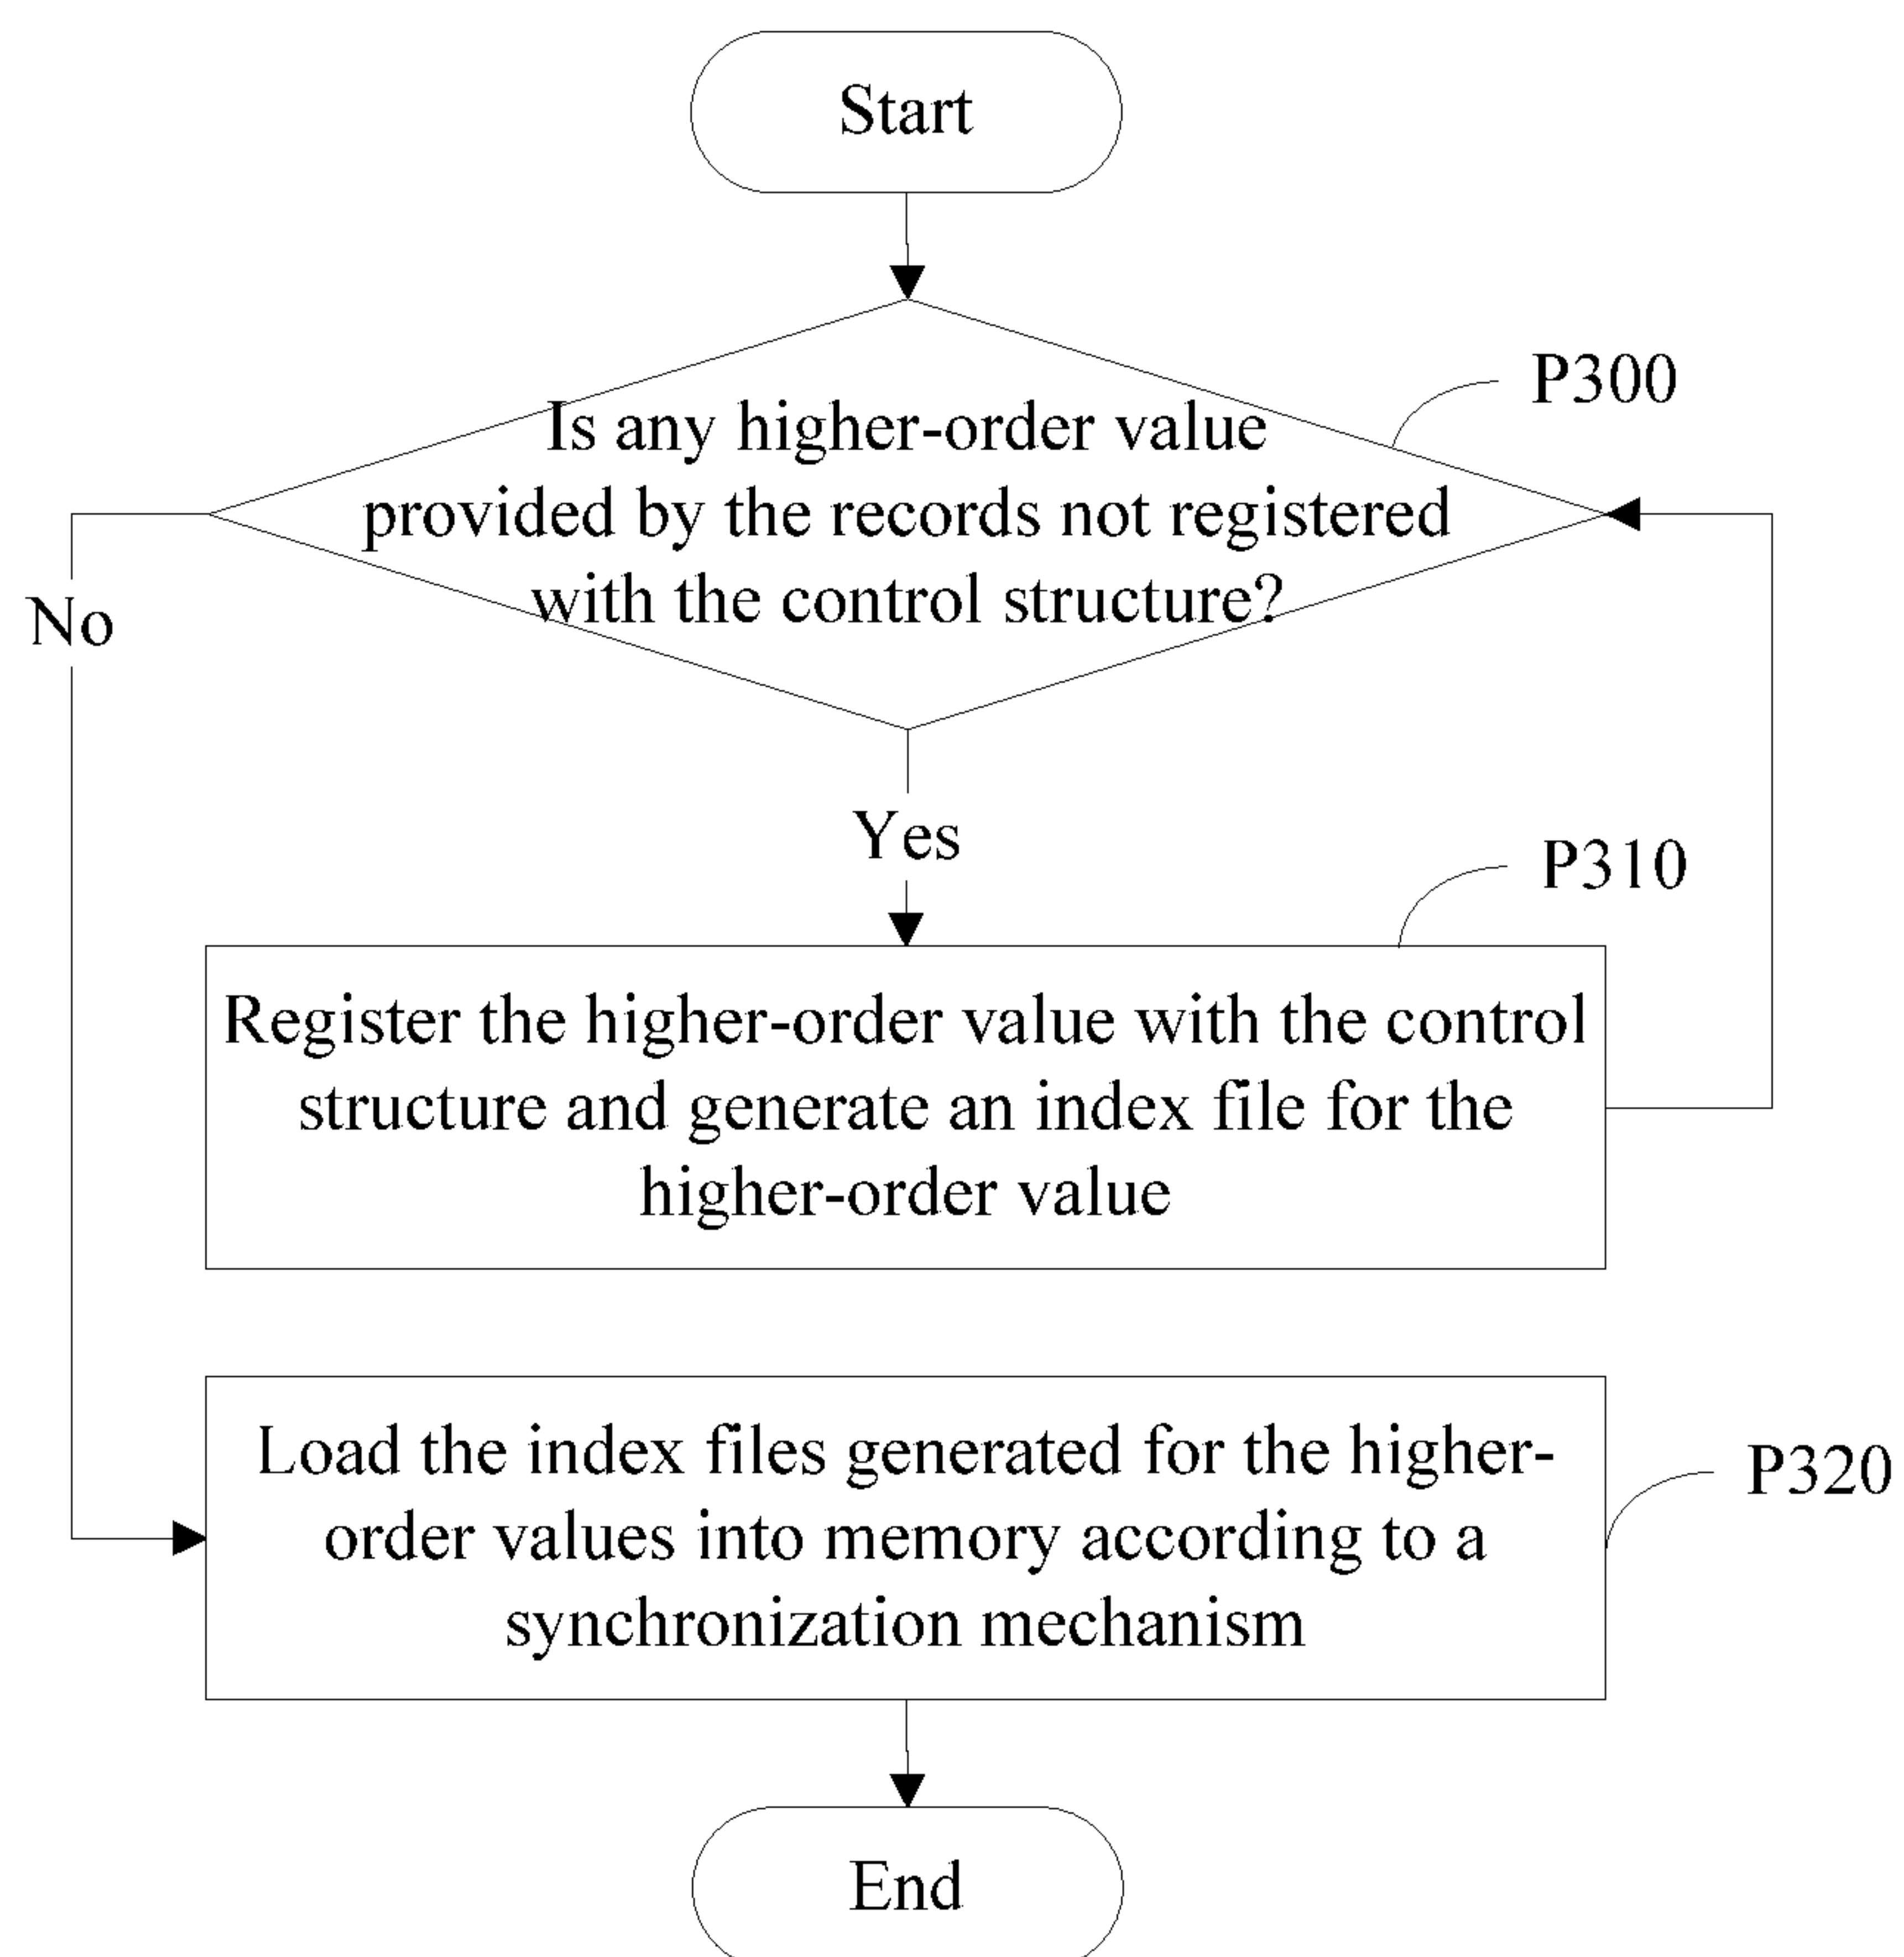 Start
P300
Is any higher-order value
provided by the records not registered
with the control structure?
No
Yes
P310
Register the higher-order value with the control
structure and generate an index file for the
higher-order value
Load the index files generated for the higher-
order values into memory according to a
synchronization mechanism
P320
End